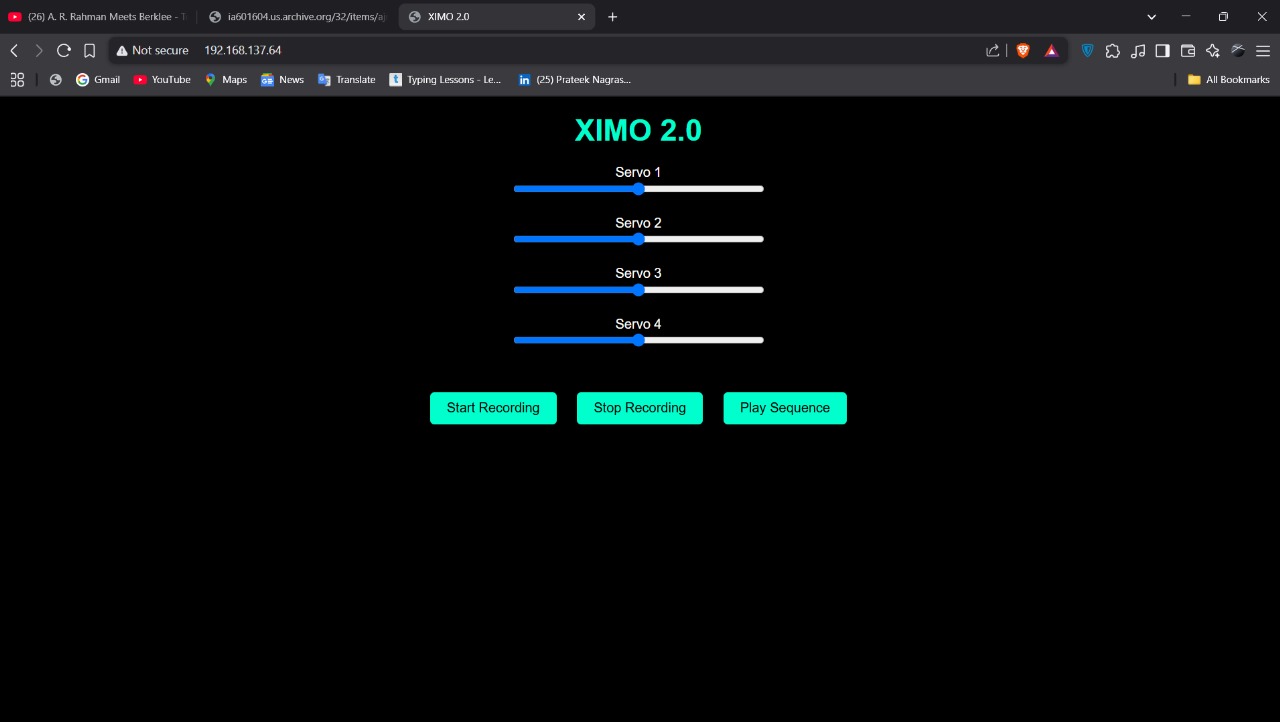 (26) A. R. Rahman Meets Berklee -
ia601604.us.archive.org/32/items/aj
XIMO 2.0
Not secure 192.168.137.64
Gmail YouTube Maps News Translate Typing Lessons - Le... (25) Prateek Nagras... All Bookmarks
XIMO 2.0
Servo 1
Servo 2
Servo 3
Servo 4
Start Recording Stop Recording Play Sequence